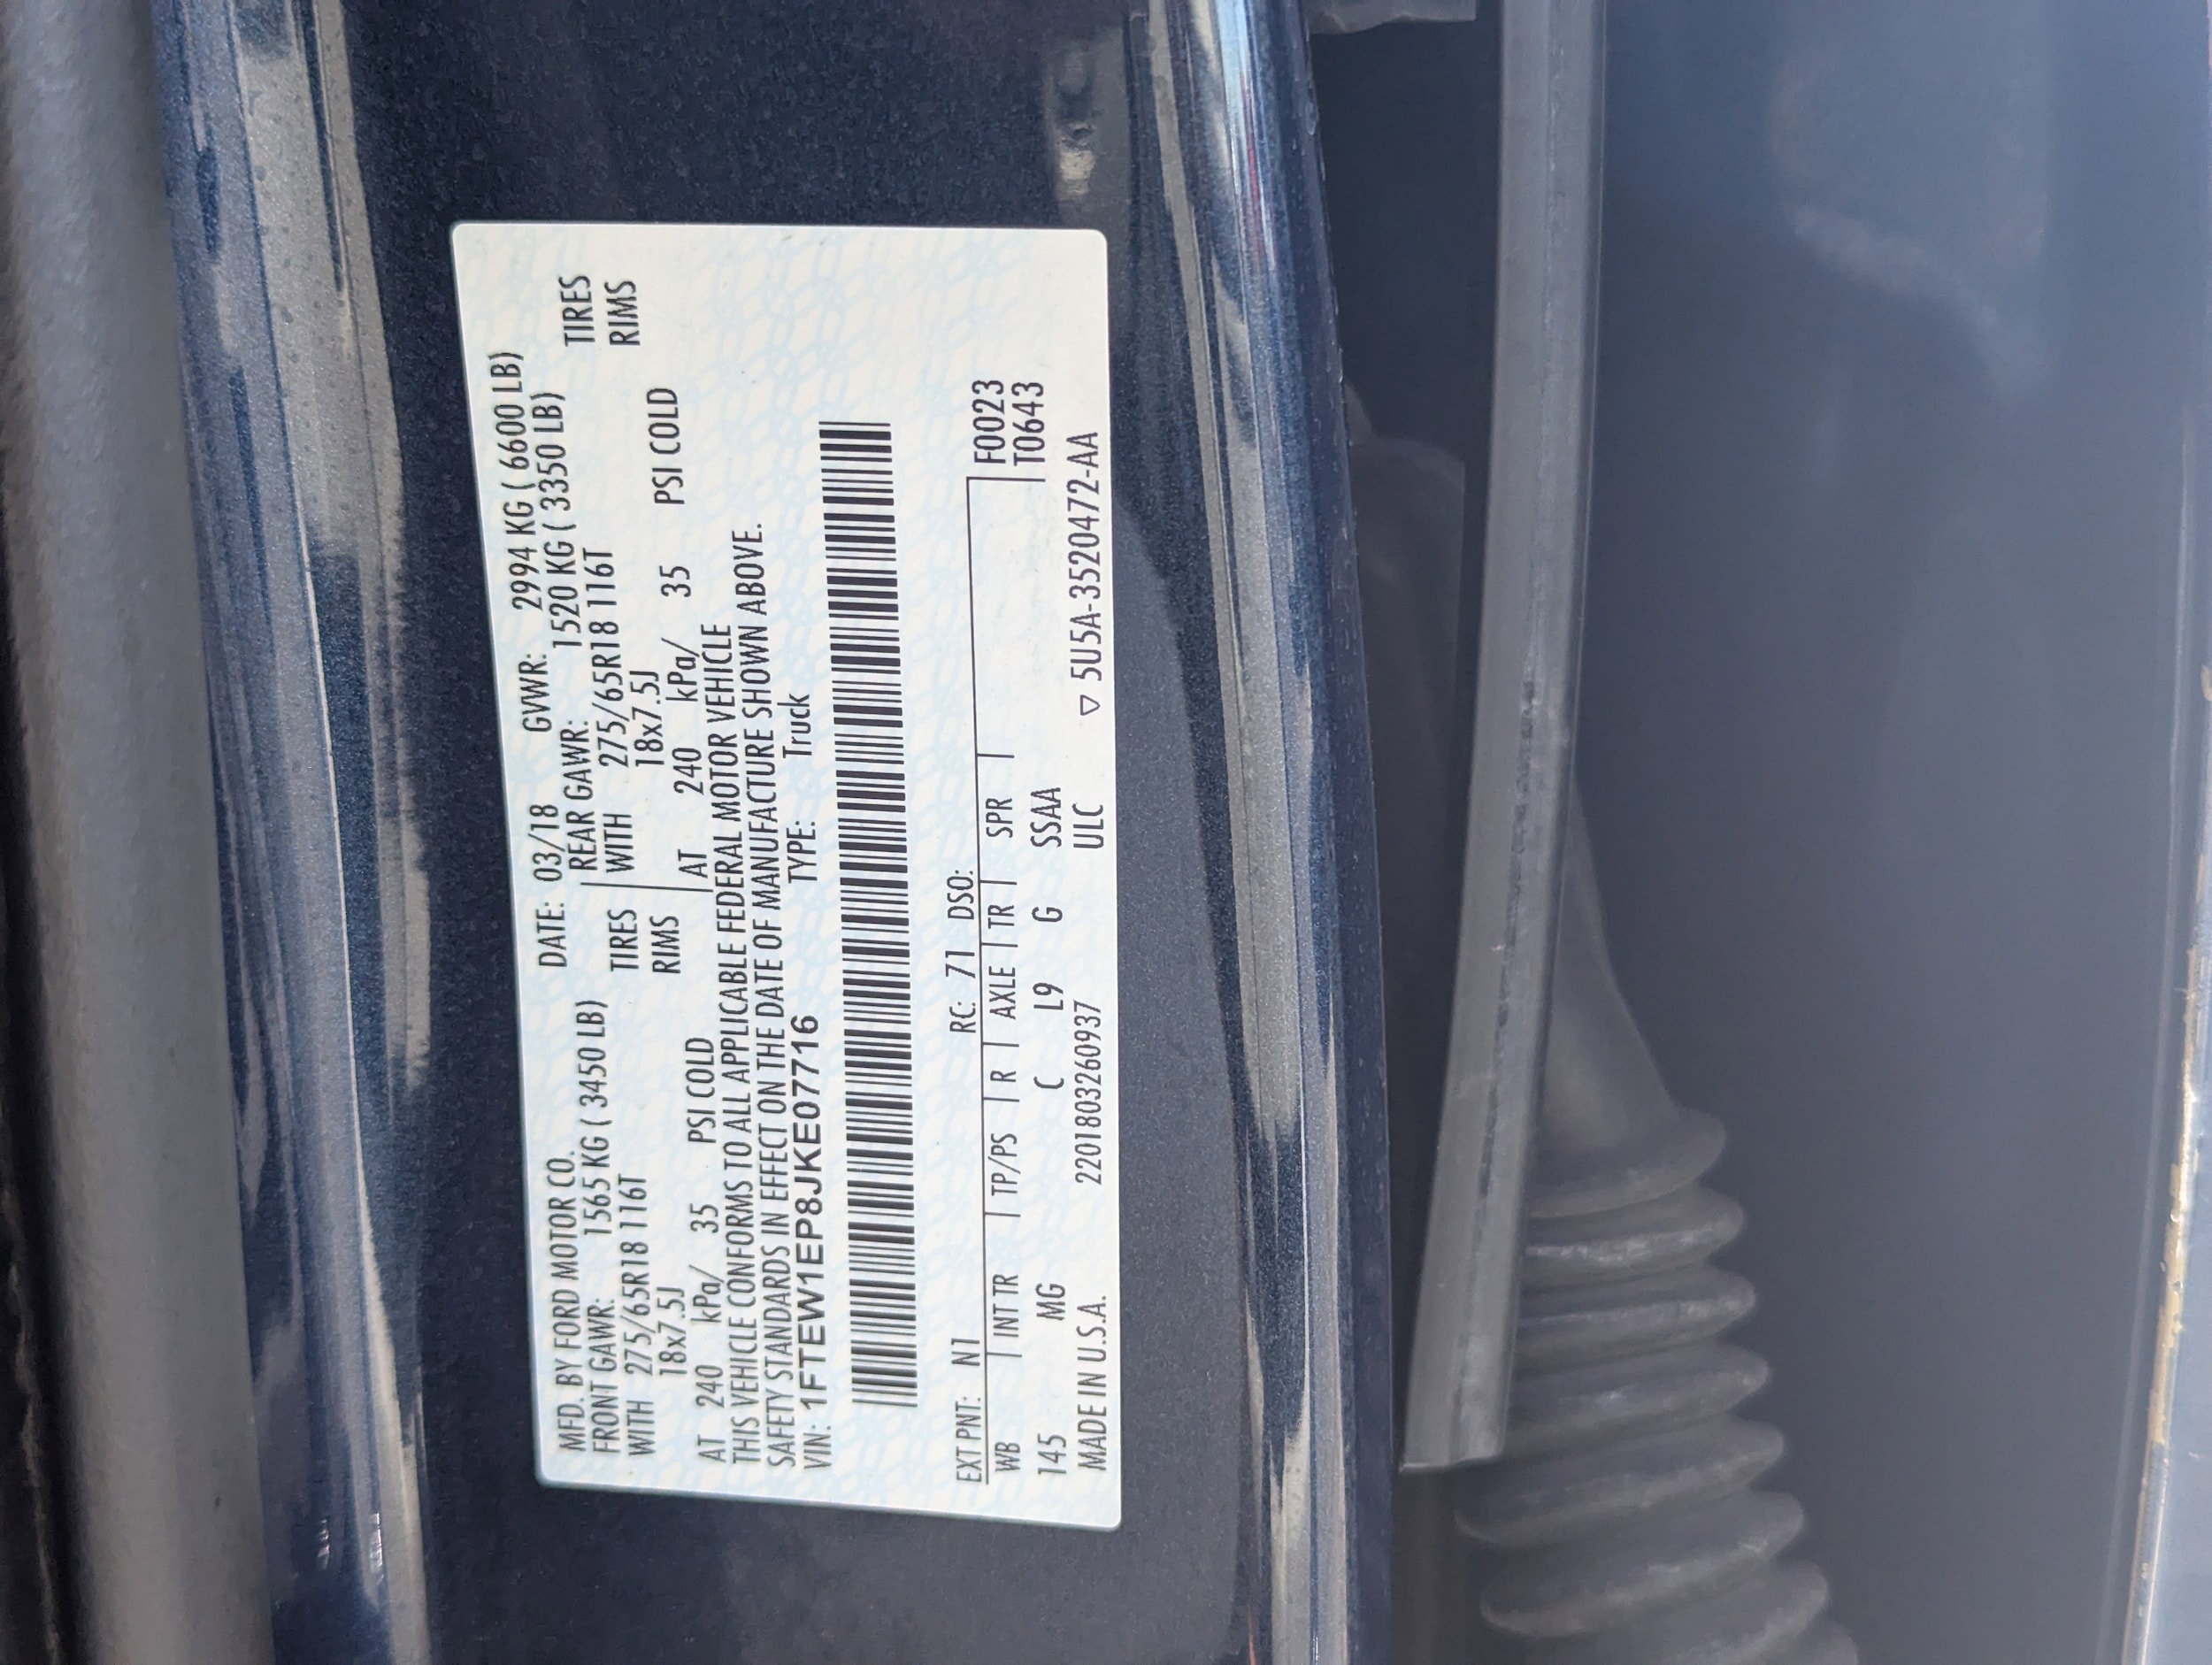 MFD. BY FORD MOTOR CO. DATE: 03/18 GVWR: 2994 KG ( 6600 LB)
FRONT GAWR: 1565 KG ( 3450 LB) REAR GAWR: 1520 KG ( 3350 LB)
WITH 275/65R18 116T TIRES WITH 275/65R18 116T TIRES
18x7.5J RIMS 18x7.5J RIMS
AT 240 kPa/ 35 PSI COLD AT 240 kPa/ 35 PSI COLD
THIS VEHICLE CONFORMS TO ALL APPLICABLE FEDERAL MOTOR VEHICLE
SAFETY STANDARDS IN EFFECT ON THE DATE OF MANUFACTURE SHOWN ABOVE.
VIN: 1FTEW1EP8JKE07716 TYPE: Truck
EXT PNT: N1 RC: 71 DSO:
WB | INT TR | TP/PS | R | AXLE | TR | SPR | F0023
T0643
145 MG C L9 G SSAA
MADE IN U.S.A. 2201803260937 ULC ▽ 5U5A-3520472-AA